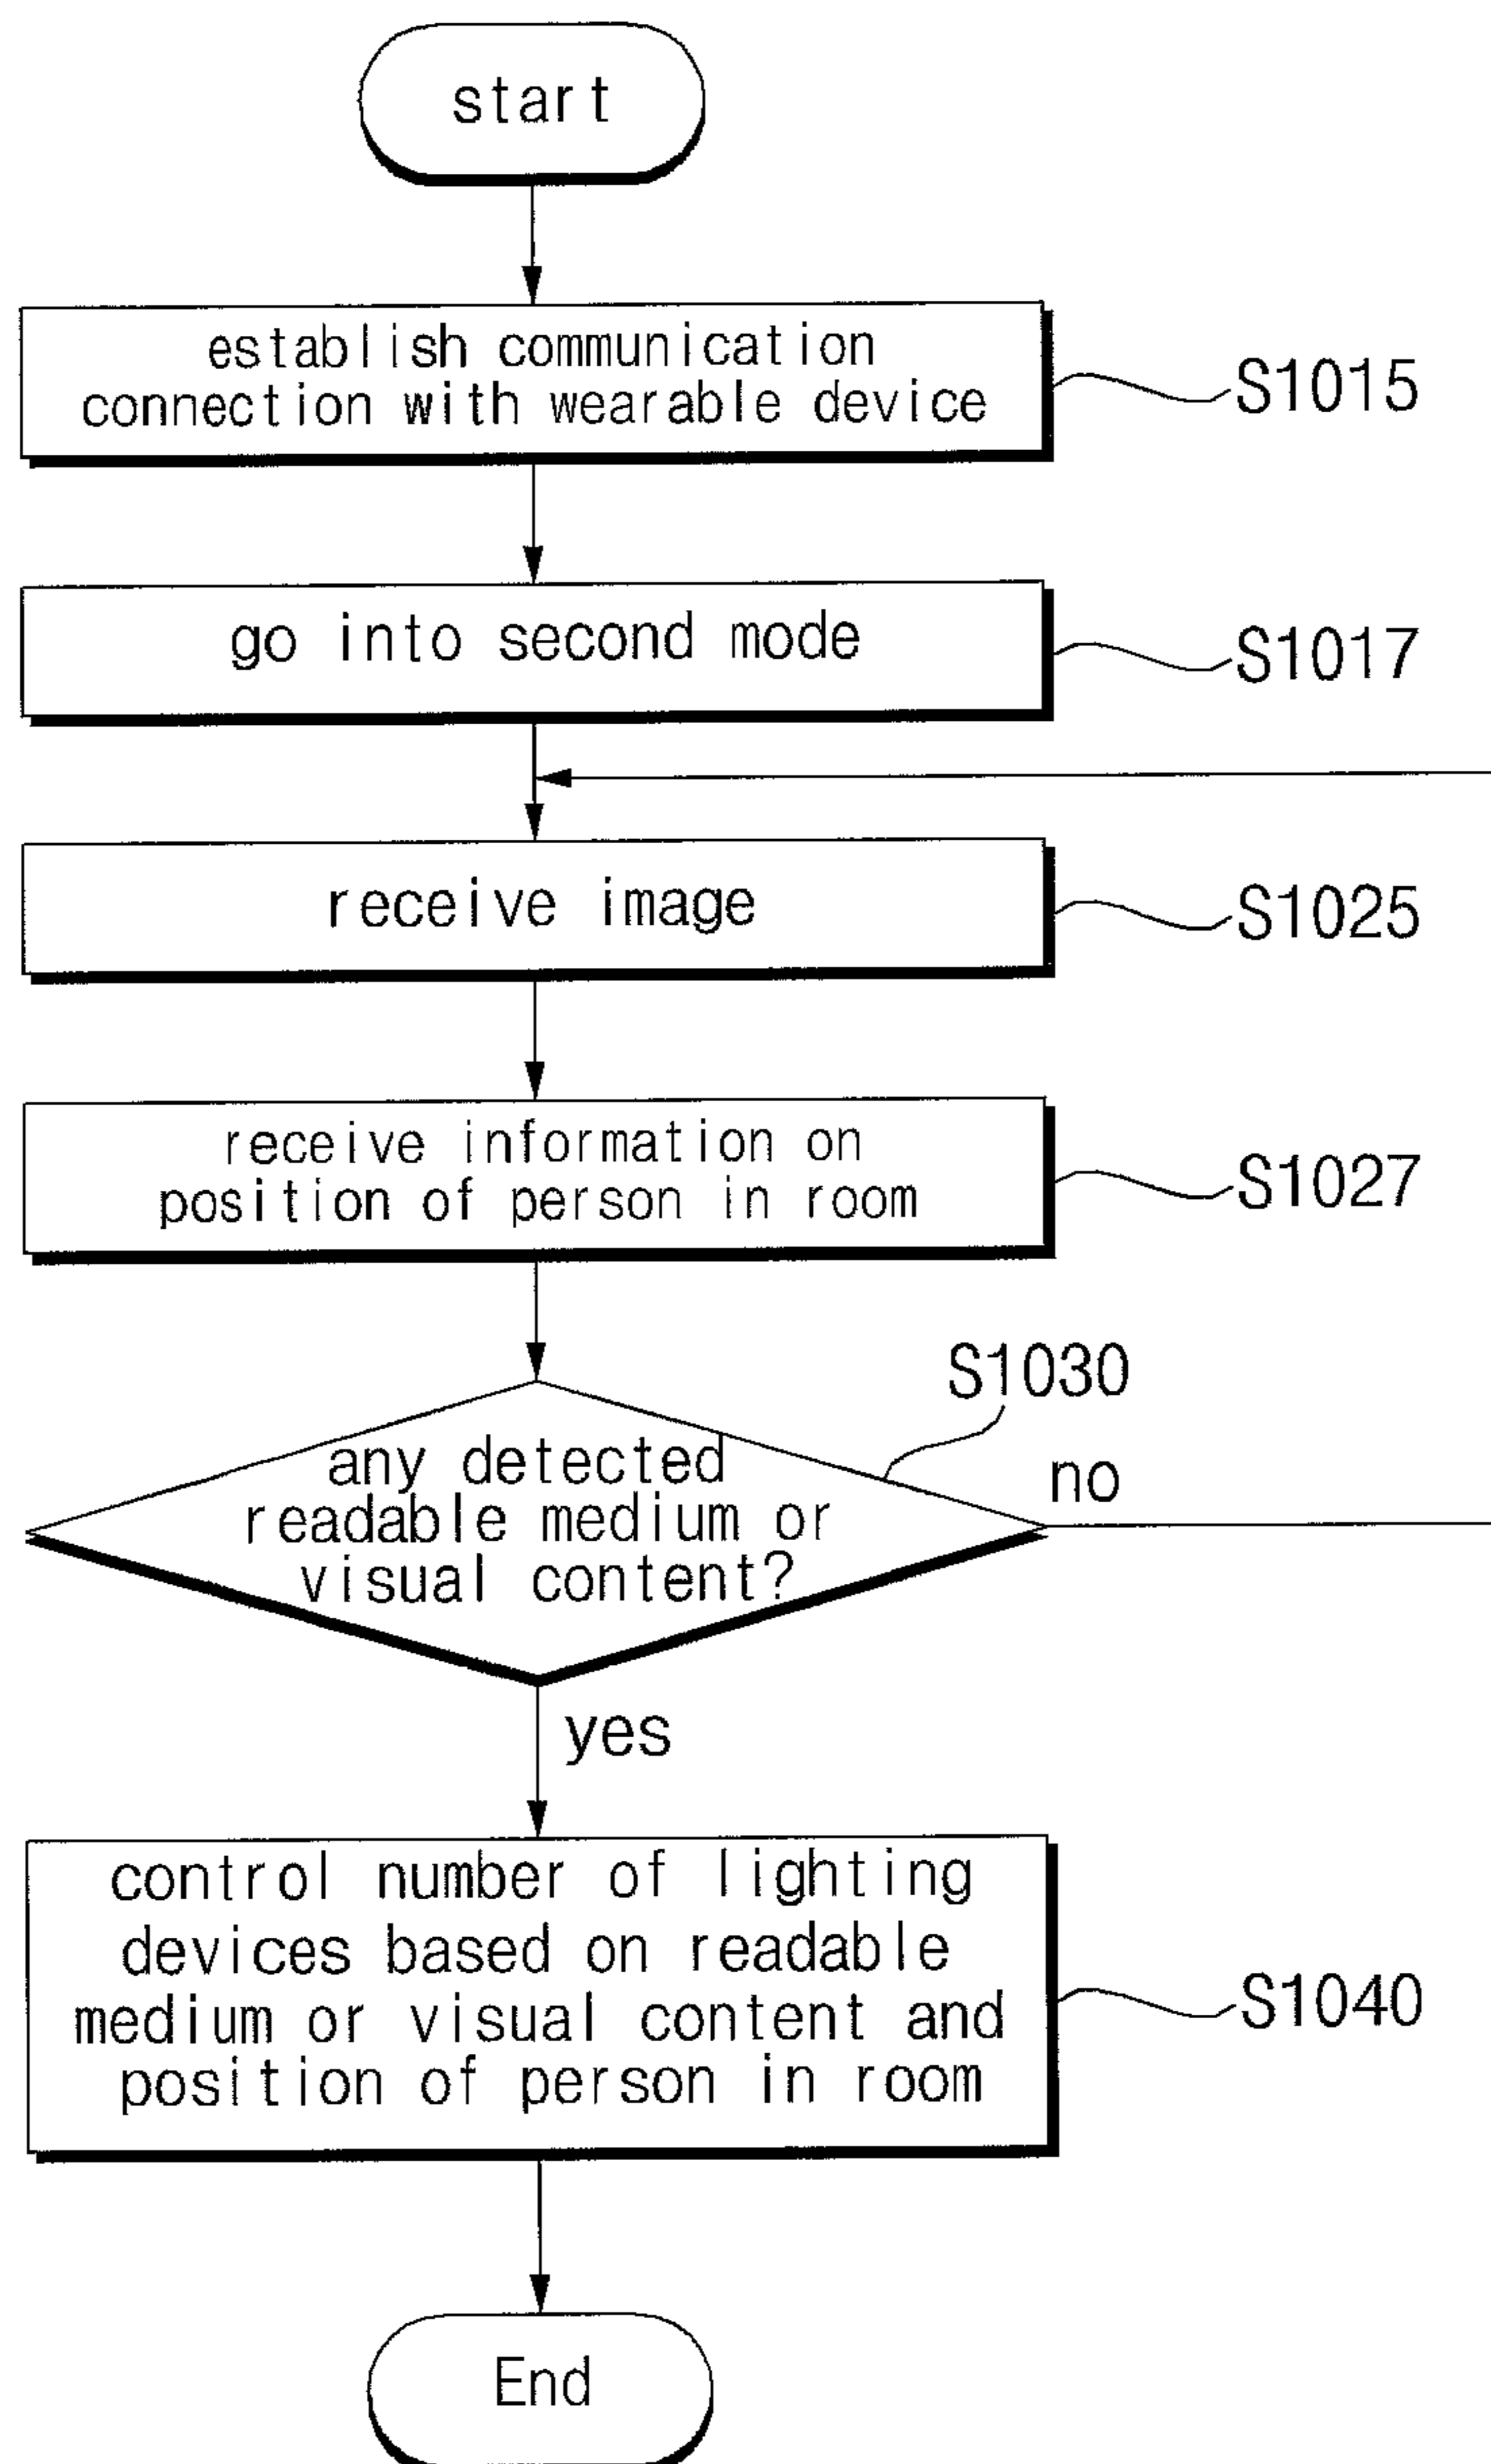 start
establish communication
connection with wearable device
S1015
go into second mode
S1017
receive image
S1025
receive information on
position of person in room
S1027
S1030
any detected
readable medium or
visual content?
no
yes
control number of lighting
devices based on readable
medium or visual content and
position of person in room
S1040
End